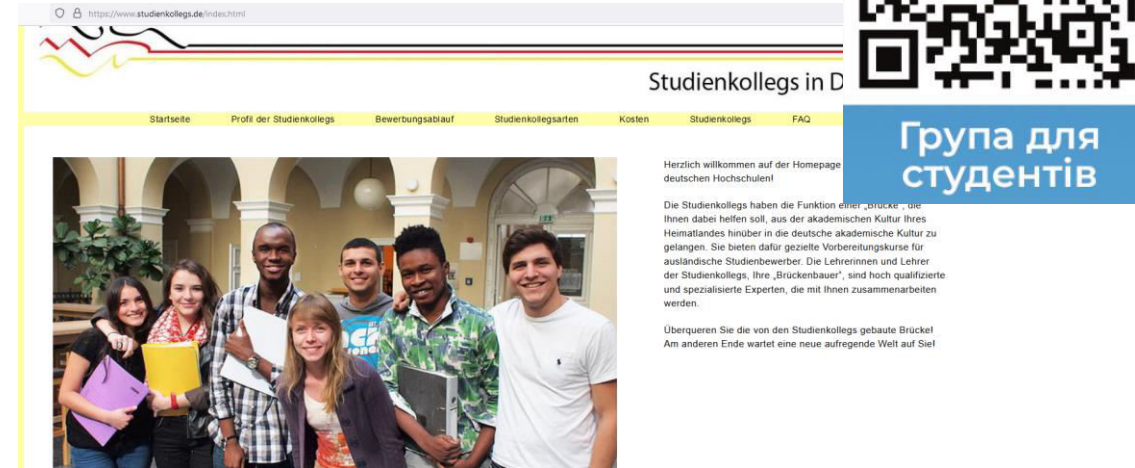 https://www.studienkollegs.de/index.html
Studienkollegs in D
Startseite Profil der Studienkollegs Bewerbungsablauf Studienkollegsarten Kosten Studienkollegs FAQ
Група для
студентів
Herzlich willkommen auf der Homepage
deutschen Hochschulen!
Die Studienkollegs haben die Funktion einer „Brücke“, die
Ihnen dabei helfen soll, aus der akademischen Kultur Ihres
Heimatlandes hinüber in die deutsche akademische Kultur zu
gelangen. Sie bieten dafür gezielte Vorbereitungskurse für
ausländische Studienbewerber. Die Lehrerinnen und Lehrer
der Studienkollegs, Ihre „Brückenbauer“, sind hoch qualifizierte
und spezialisierte Experten, die mit Ihnen zusammenarbeiten
werden.
Überqueren Sie die von den Studienkollegs gebaute Brücke!
Am anderen Ende wartet eine neue aufregende Welt auf Sie!